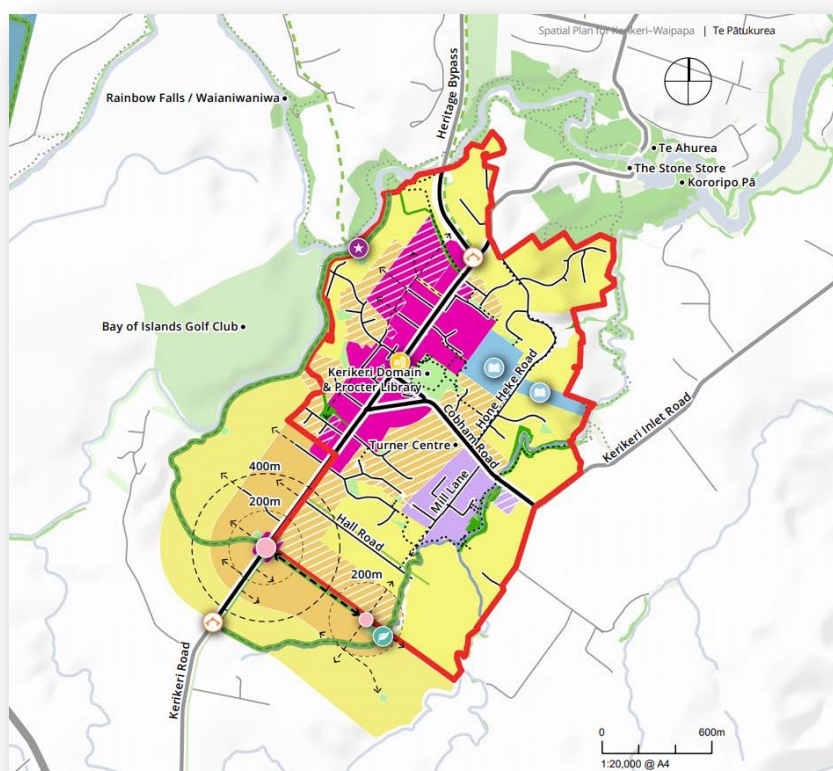 Spatial Plan for Kerikeri–Waipapa | Te Pātukurea
Heritage Bypass
Rainbow Falls / Waianiwaniwa
Te Ahurea
The Stone Store
Kororipo Pā
Bay of Islands Golf Club
Kerikeri Domain
& Procter Library
Hone Heke Road
Cobham Road
Kerikeri Inlet Road
Turner Centre
400m
200m
Mill Lane
Hall Road
200m
Kerikeri Road
0 600m
1:20,000 @ A4